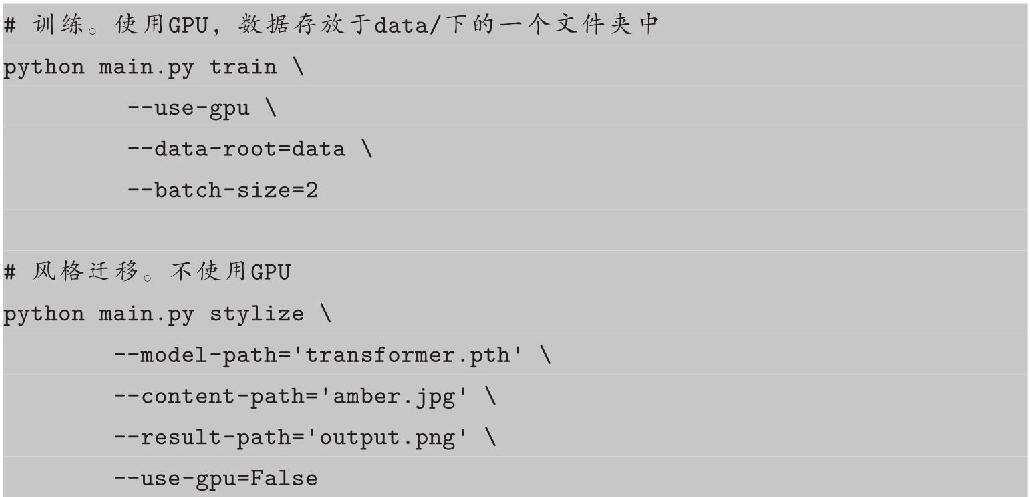 # 训练。使用GPU，数据存放于data/下的一个文件夹中
python main.py train \
         --use-gpu \
         --data-root=data \
         --batch-size=2

# 风格迁移。不使用GPU
python main.py stylize \
        --model-path='transformer.pth' \
        --content-path='amber.jpg' \
        --result-path='output.png' \
        --use-gpu=False